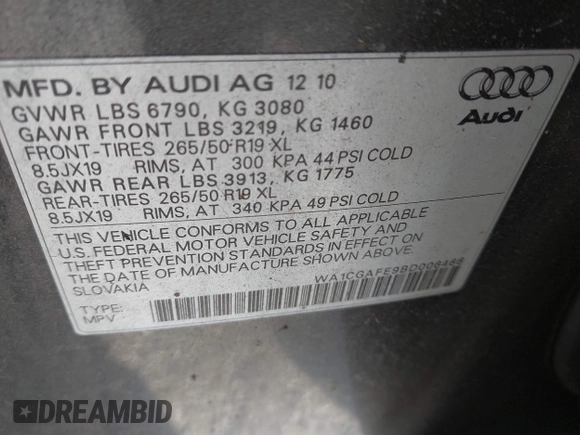 MFD. BY AUDI AG 12 10
GVWR LBS 6790, KG 3080
GAWR FRONT LBS 3219, KG 1460
FRONT-TIRES 265/50 R19 XL
8.5JX19 RIMS, AT 300 KPA 44 PSI COLD
GAWR REAR LBS 3913, KG 1775
REAR-TIRES 265/50 R19 XL
8.5JX19 RIMS, AT 340 KPA 49 PSI COLD
Audi
THIS VEHICLE CONFORMS TO ALL APPLICABLE
U.S. FEDERAL MOTOR VEHICLE SAFETY AND
THEFT PREVENTION STANDARDS IN EFFECT ON
THE DATE OF MANUFACTURE SHOWN ABOVE.
SLOVAKIA
WA1CGAFE9BD008488
TYPE:
MPV
DREAMBID